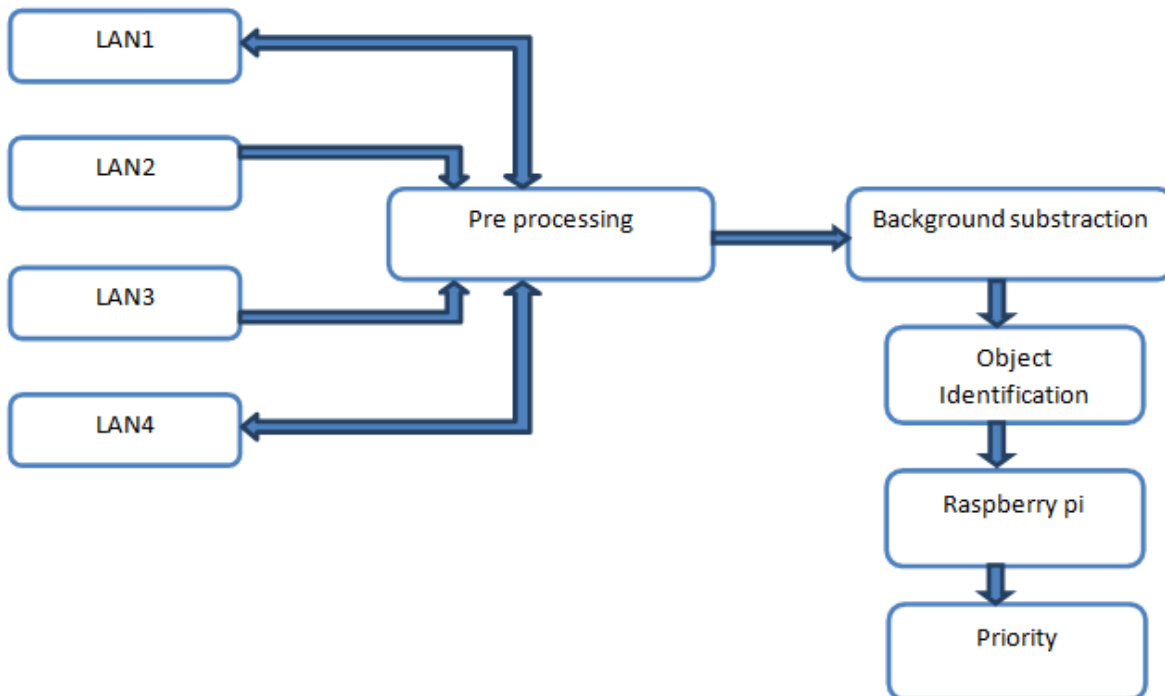 LAN1
LAN2
LAN3
LAN4
Pre processing
Background substraction
Object
Identification
Raspberry pi
Priority